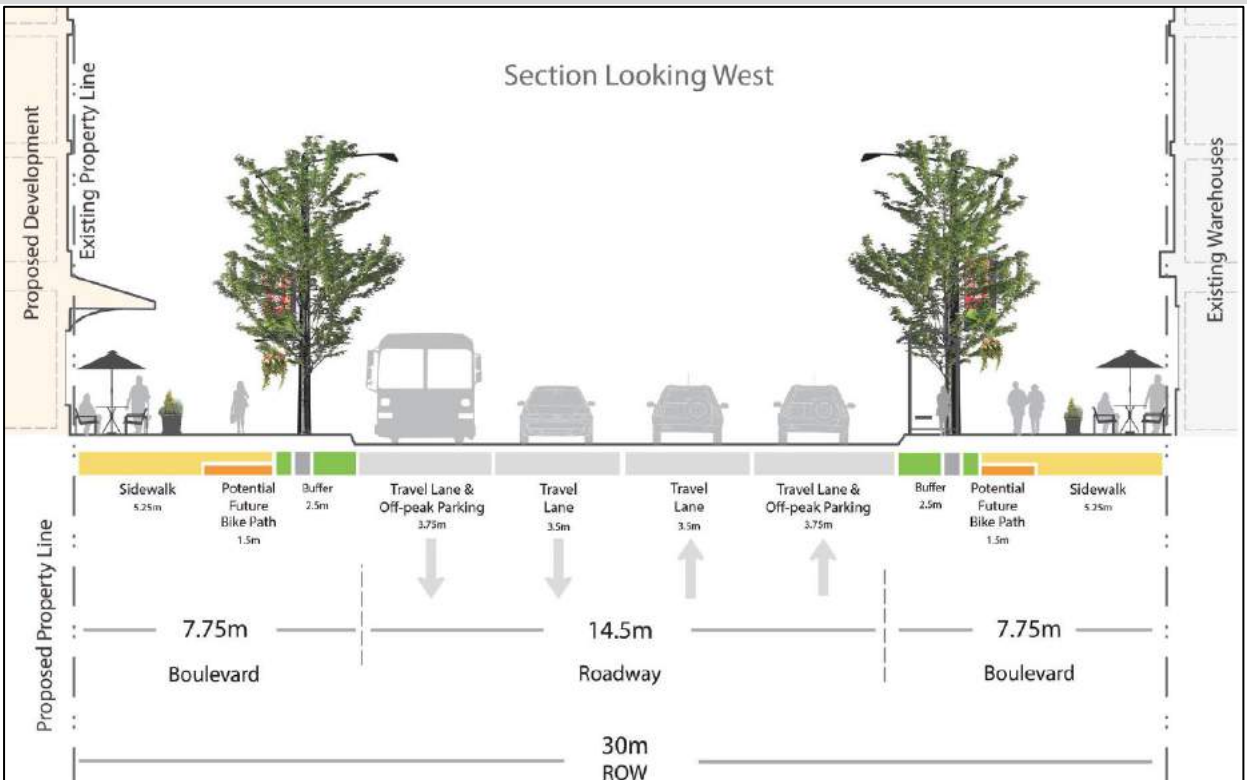 Section Looking West
Proposed Development
Existing Property Line
Existing Warehouses
Sidewalk
5.25m
Potential
Future
Bike Path
1.5m
Buffer
2.5m
Travel Lane &
Off-peak Parking
3.75m
Travel
Lane
3.5m
Travel
Lane
3.5m
Travel Lane &
Off-peak Parking
3.75m
Buffer
2.5m
Potential
Future
Bike Path
1.5m
Sidewalk
5.25m
Proposed Property Line
7.75m
Boulevard
14.5m
Roadway
7.75m
Boulevard
30m
ROW